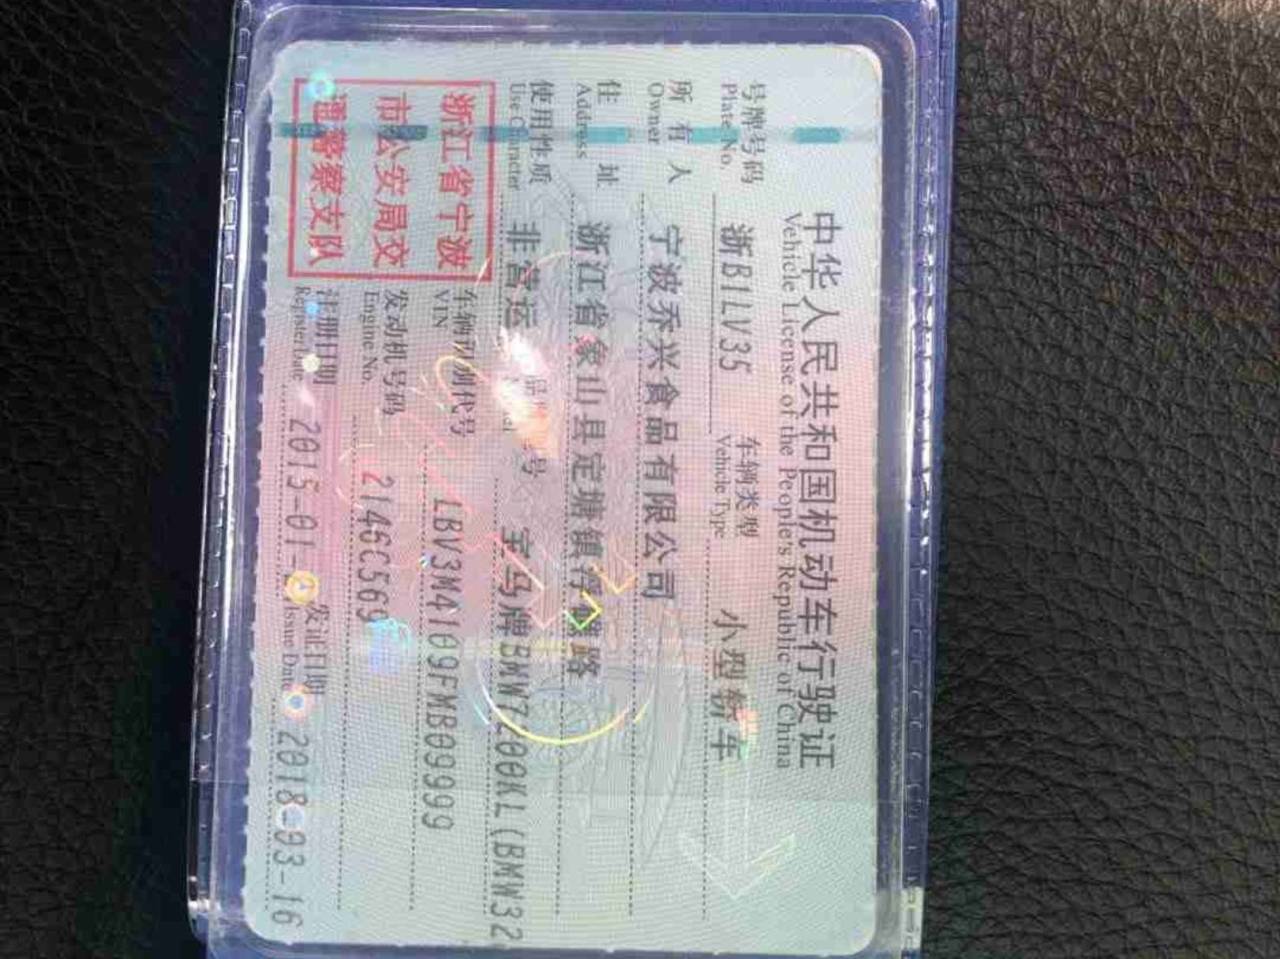 中华人民共和国机动车行驶证
Vehicle License of the People's Republic of China
号牌号码 浙B1LV35 车辆类型 小型轿车
Plate No. Vehicle Type
所有人 宁波乔兴食品有限公司
Owner
住址 浙江省象山县定塘镇 路
Address
使用性质 非营运 号 宝马牌BMW7200KL(BMW32
Use Character
浙江省宁波
市公安局交
通警察支队
车辆识别代号 LBV3M4109FMB09999
VIN
发动机号码 2146C569
Engine No.
注册日期 2015-01- 发证日期 2018-03-16
Register Date Issue Date